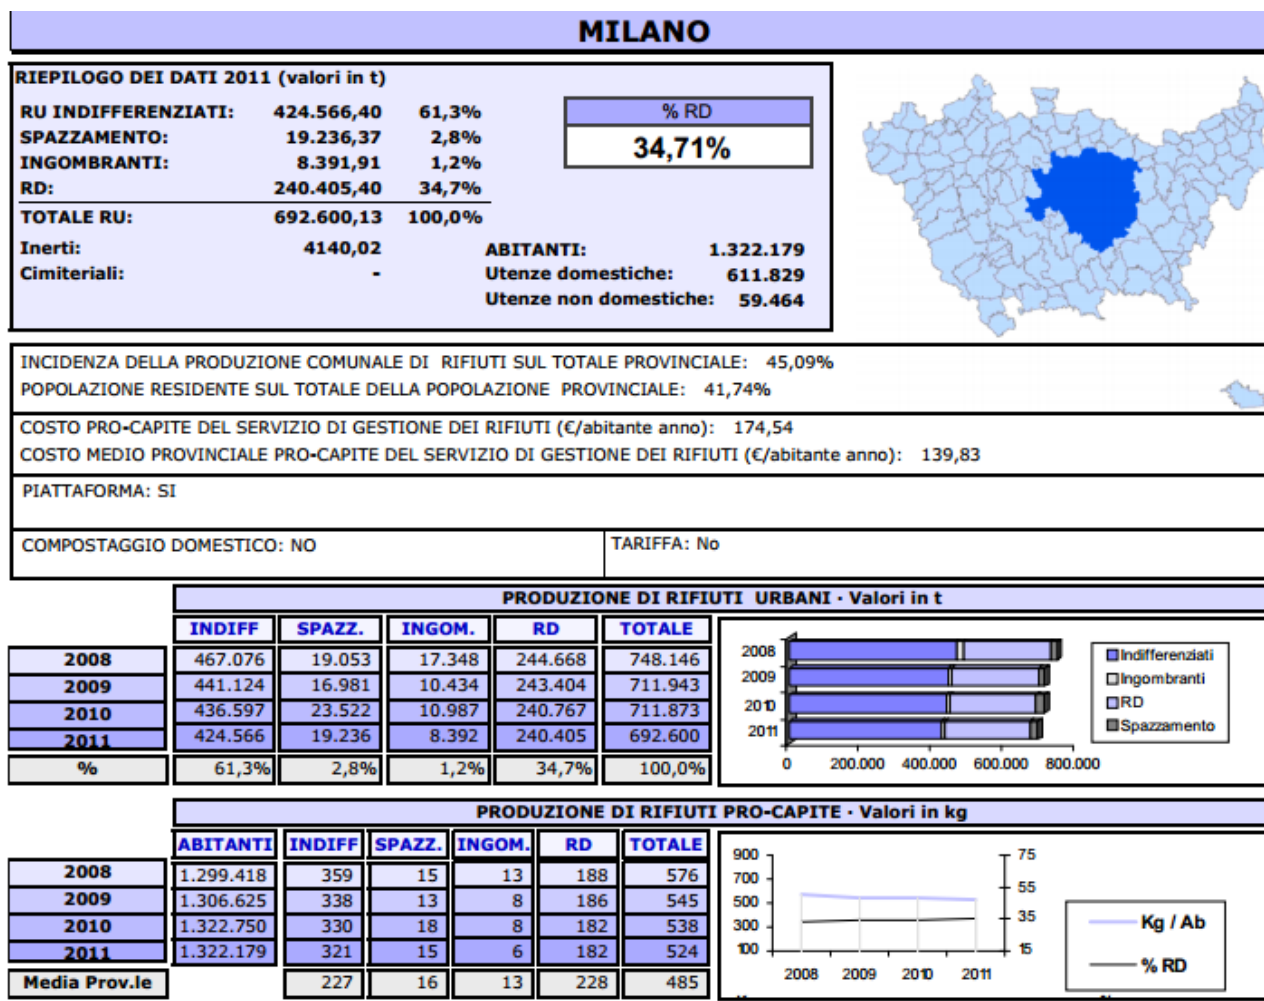 MILANO
RIEPILOGO DEI DATI 2011 (valori in t)
RU INDIFFERENZIATI: 424.566,40 61,3%
SPAZZAMENTO: 19.236,37 2,8%
INGOMBRANTI: 8.391,91 1,2%
RD: 240.405,40 34,7%
TOTALE RU: 692.600,13 100,0%
Inerti: 4140,02
Cimiteriali: -
% RD
34,71%
ABITANTI: 1.322.179
Utenze domestiche: 611.829
Utenze non domestiche: 59.464
INCIDENZA DELLA PRODUZIONE COMUNALE DI RIFIUTI SUL TOTALE PROVINCIALE: 45,09%
POPOLAZIONE RESIDENTE SUL TOTALE DELLA POPOLAZIONE PROVINCIALE: 41,74%
COSTO PRO-CAPITE DEL SERVIZIO DI GESTIONE DEI RIFIUTI (€/abitante anno): 174,54
COSTO MEDIO PROVINCIALE PRO-CAPITE DEL SERVIZIO DI GESTIONE DEI RIFIUTI (€/abitante anno): 139,83
PIATTAFORMA: SI
COMPOSTAGGIO DOMESTICO: NO
TARIFFA: No
PRODUZIONE DI RIFIUTI URBANI · Valori in t
INDIFF SPAZZ. INGOM. RD TOTALE
2008 467.076 19.053 17.348 244.668 748.146
2009 441.124 16.981 10.434 243.404 711.943
2010 436.597 23.522 10.987 240.767 711.873
2011 424.566 19.236 8.392 240.405 692.600
% 61,3% 2,8% 1,2% 34,7% 100,0%
2008
2009
2010
2011
0 200.000 400.000 600.000 800.000
Indifferenziati
Ingombranti
RD
Spazzamento
PRODUZIONE DI RIFIUTI PRO-CAPITE · Valori in kg
ABITANTI INDIFF SPAZZ. INGOM. RD TOTALE
2008 1.299.418 359 15 13 188 576
2009 1.306.625 338 13 8 186 545
2010 1.322.750 330 18 8 182 538
2011 1.322.179 321 15 6 182 524
Media Prov.le 227 16 13 228 485
900 75
700 55
500 35
300 15
100
2008 2009 2010 2011
Kg / Ab
% RD